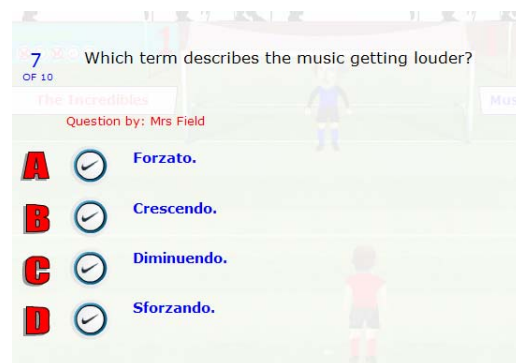 7
OF 10
Which term describes the music getting louder?
The Incredibles
Mus
Question by: Mrs Field
A
Forzato.
B
Crescendo.
C
Diminuendo.
D
Sforzando.